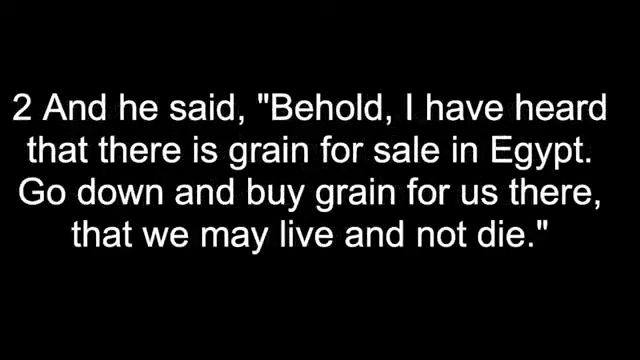 2 And he said, "Behold, I have heard
that there is grain for sale in Egypt.
Go down and buy grain for us there,
that we may live and not die."